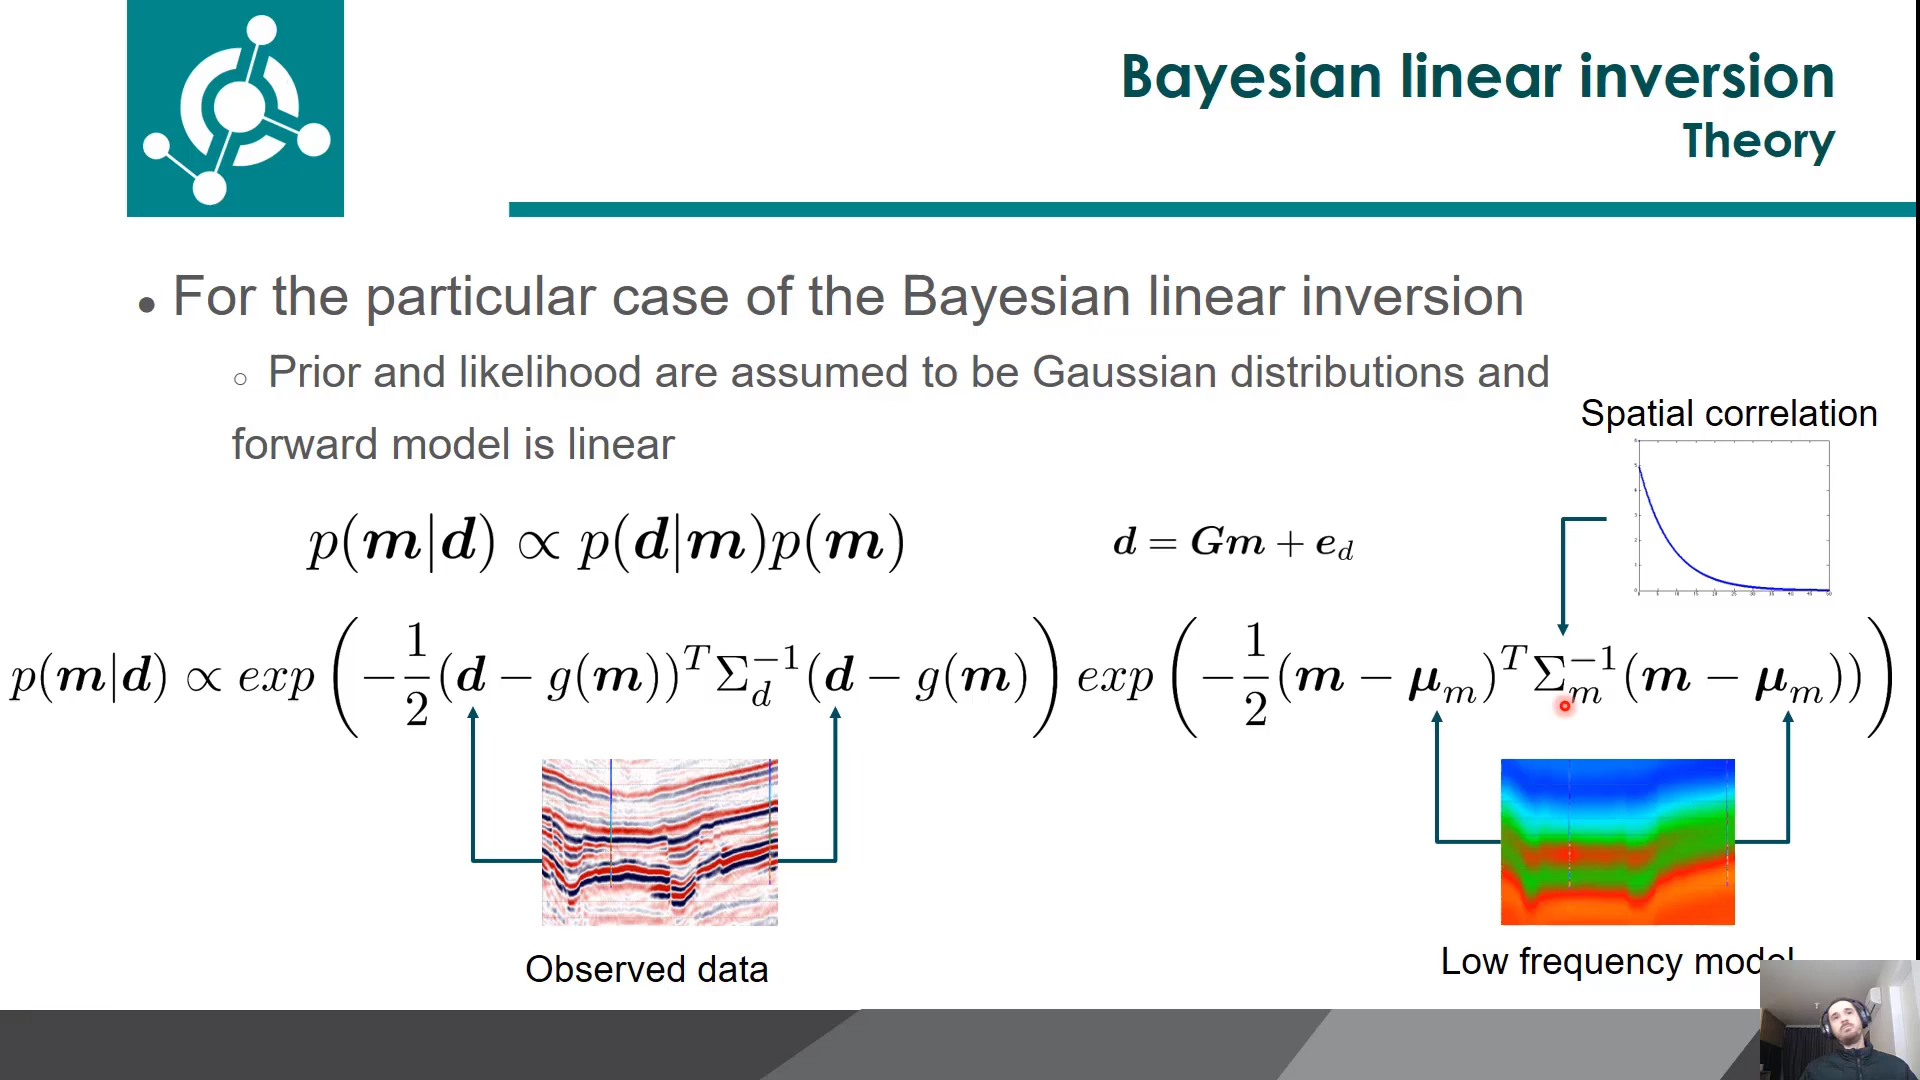 Bayesian linear inversion
Theory
● For the particular case of the Bayesian linear inversion
○ Prior and likelihood are assumed to be Gaussian distributions and
forward model is linear
Spatial correlation
p(m|d) ∝ p(d|m)p(m)
d = Gm + e_d
p(m|d) ∝ exp(−1/2(d − g(m))^T Σ_d^{−1}(d − g(m)) exp(−1/2(m − μ_m)^T Σ_m^{−1}(m − μ_m)))
Observed data
Low frequency model